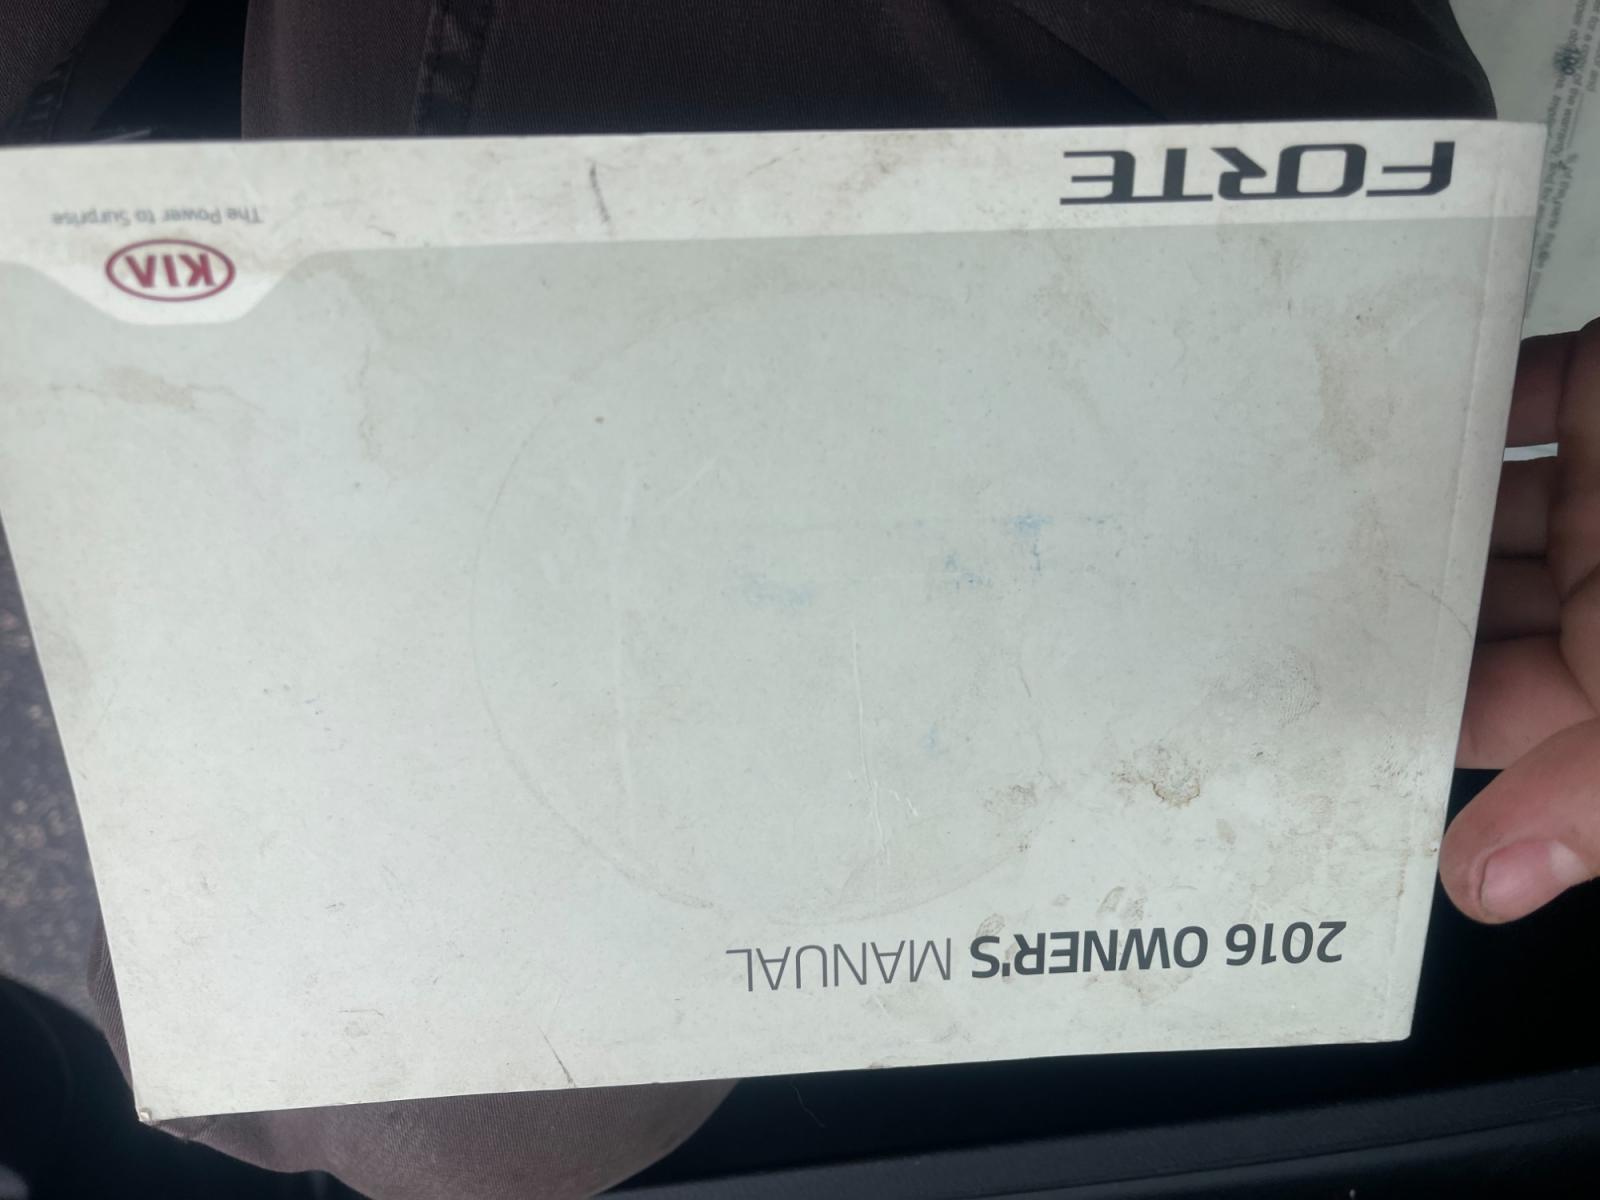 2016 OWNER'S MANUAL
KIA
The Power to Surprise
FORTE